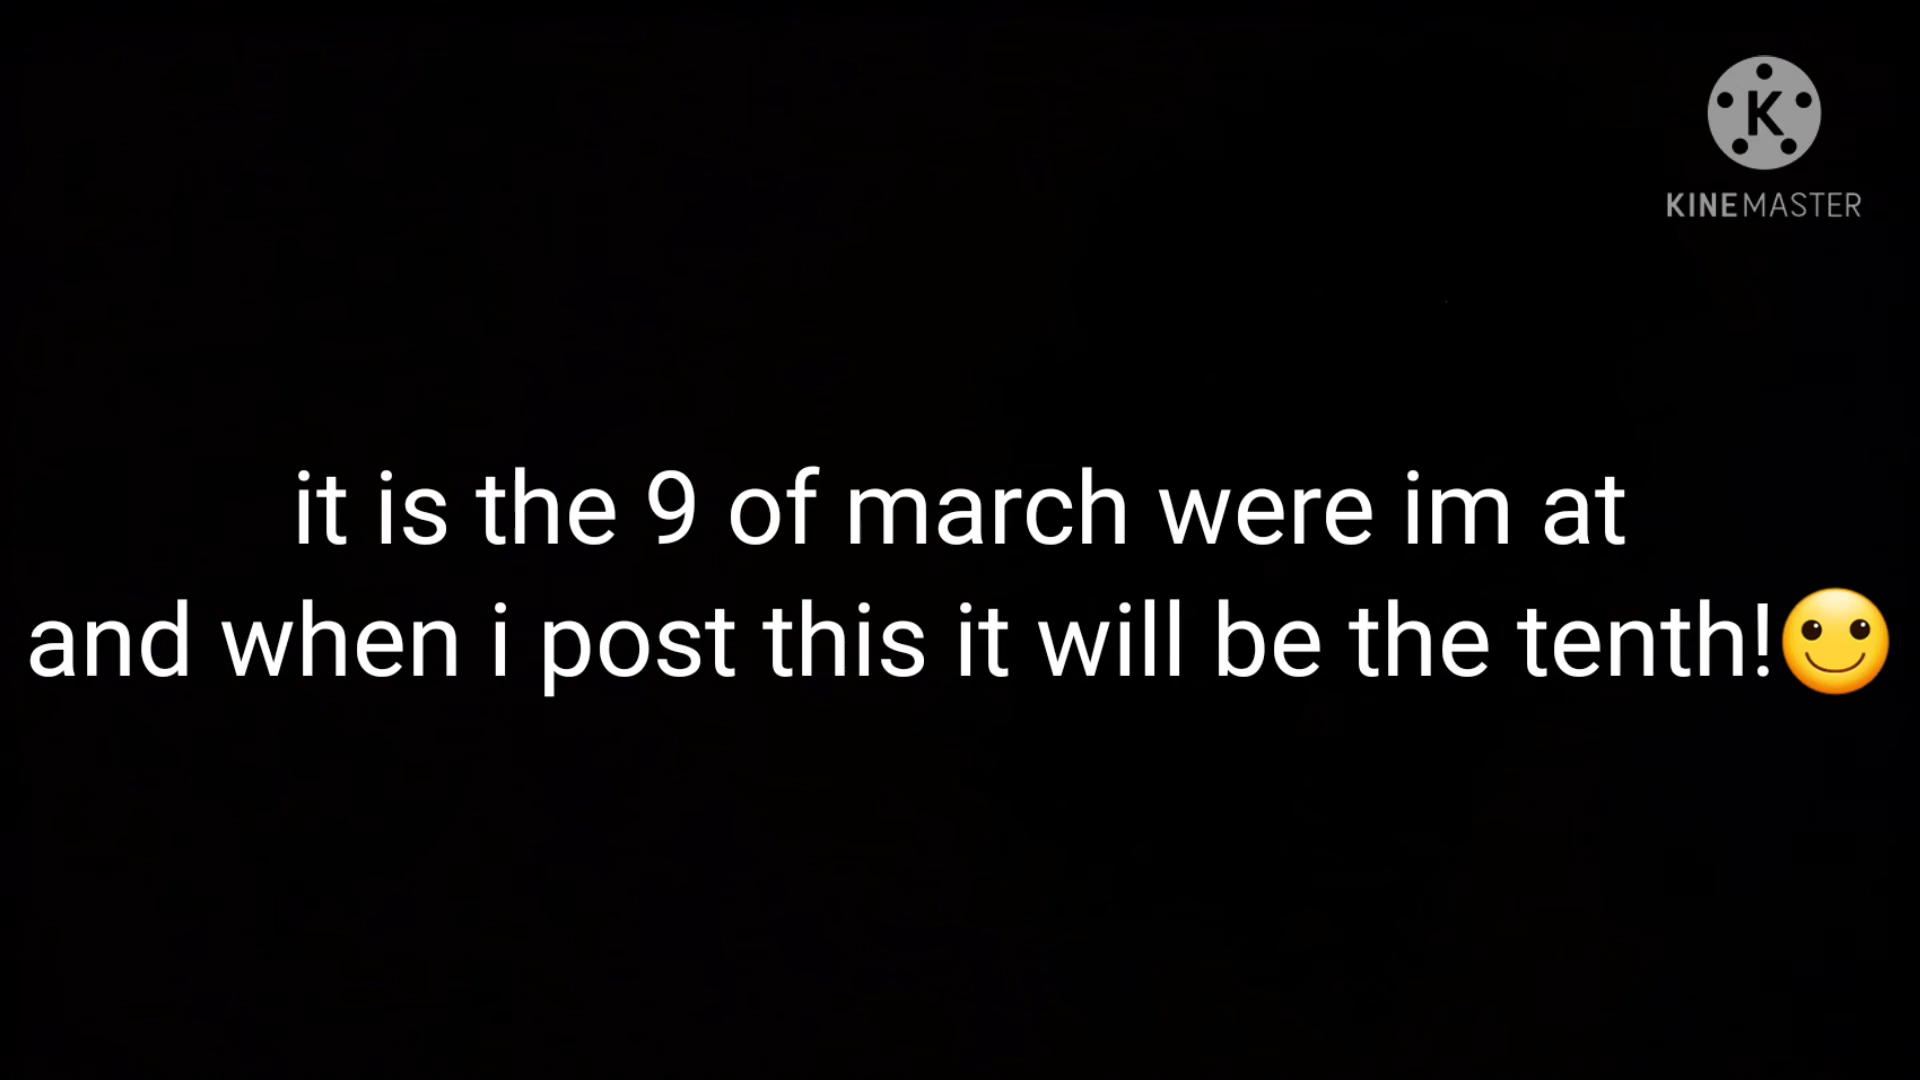 K
KINEMASTER
it is the 9 of march were im at
and when i post this it will be the tenth!🙂